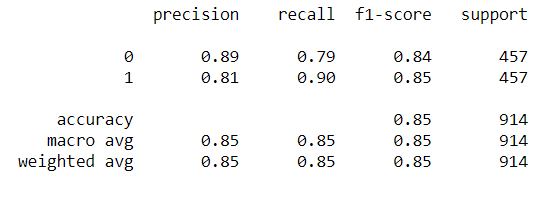 precision recall f1-score support
0 0.89 0.79 0.84 457
1 0.81 0.90 0.85 457
accuracy 0.85 914
macro avg 0.85 0.85 0.85 914
weighted avg 0.85 0.85 0.85 914